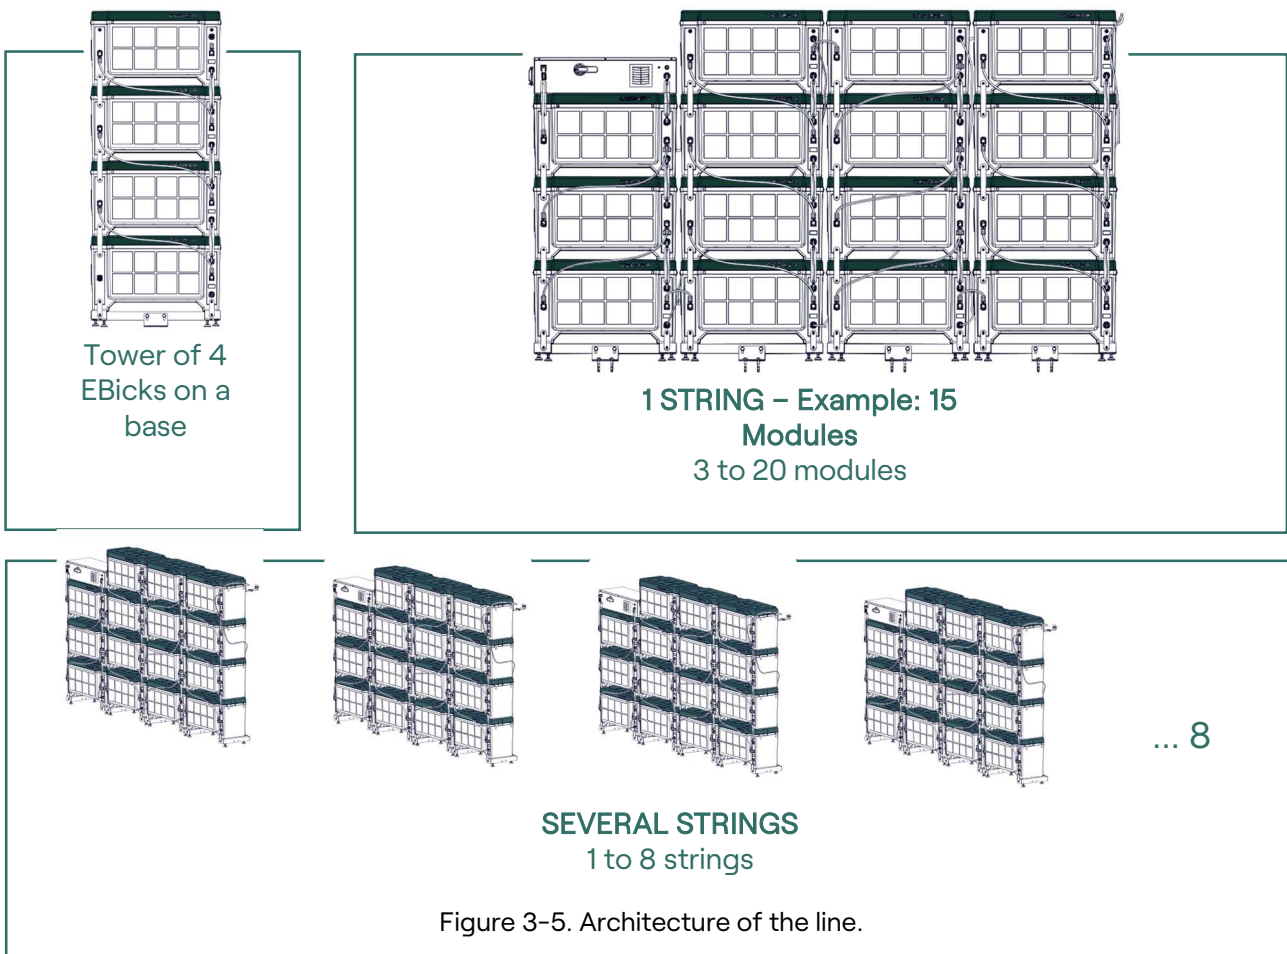 Tower of 4
EBicks on a
base
1 STRING – Example: 15
Modules
3 to 20 modules
... 8
SEVERAL STRINGS
1 to 8 strings
Figure 3-5. Architecture of the line.